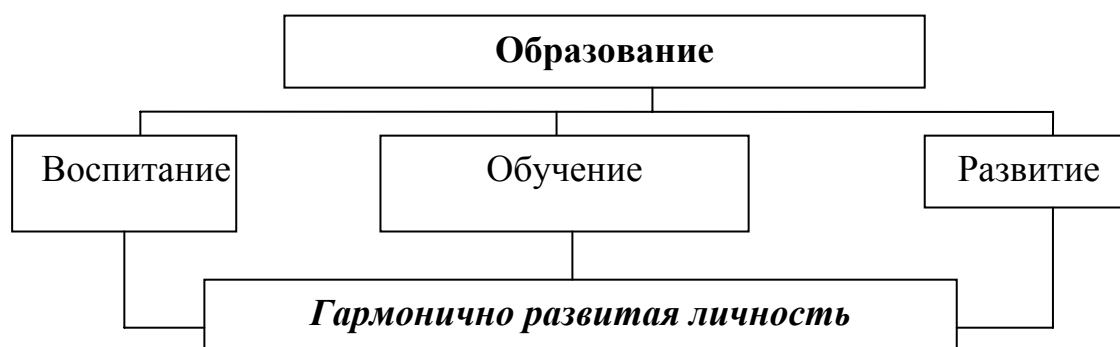 Образование
Воспитание
Обучение
Развитие
Гармонично развитая личность